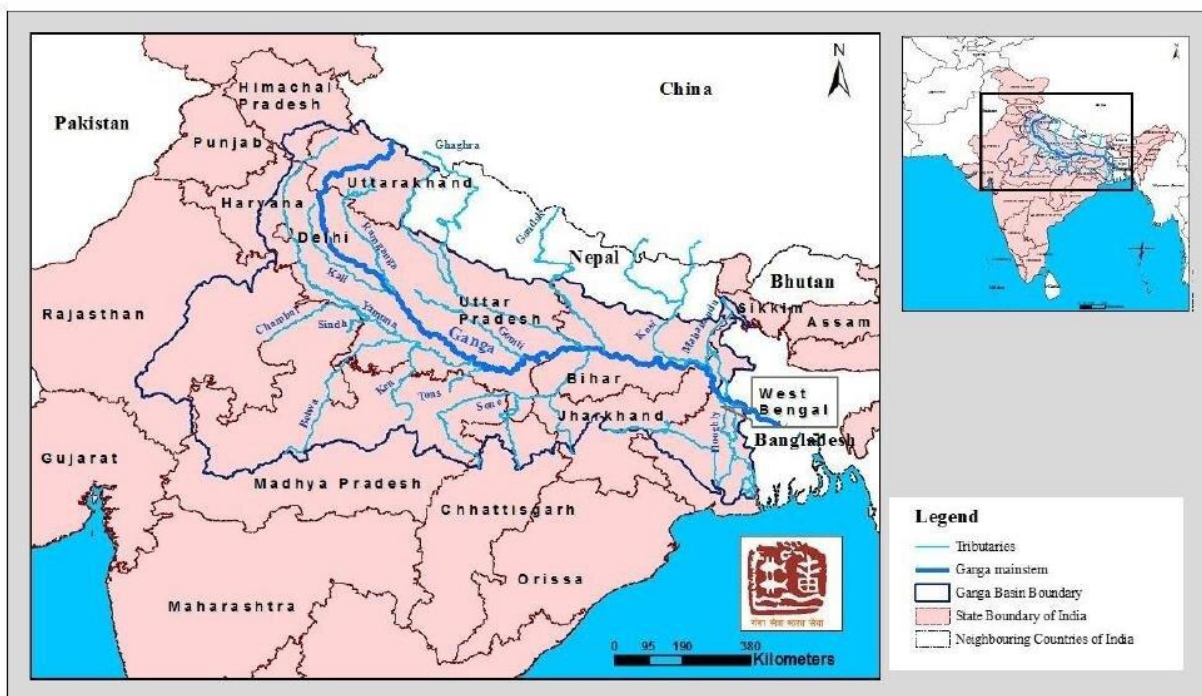 N
China
Himachal
Pradesh
Pakistan
Punjab
Ghaghra
Uttarakhand
Haryana
Delhi
Ramganga
Gandak
Nepal
Bhutan
Kali
Uttar
Pradesh
Sikkim
Assam
Rajasthan
Chambal
Sindh
Yamuna
Ganga
Gomti
Kosi
Mahananda
Ken
Tons
Sone
Betwa
Bihar
Jharkhand
West
Bengal
Hooghly
Bangladesh
Gujarat
Madhya Pradesh
Chhattisgarh
Orissa
Maharashtra
0 95 190 380
Kilometers
Legend
Tributaries
Ganga mainstem
Ganga Basin Boundary
State Boundary of India
Neighbouring Countries of India